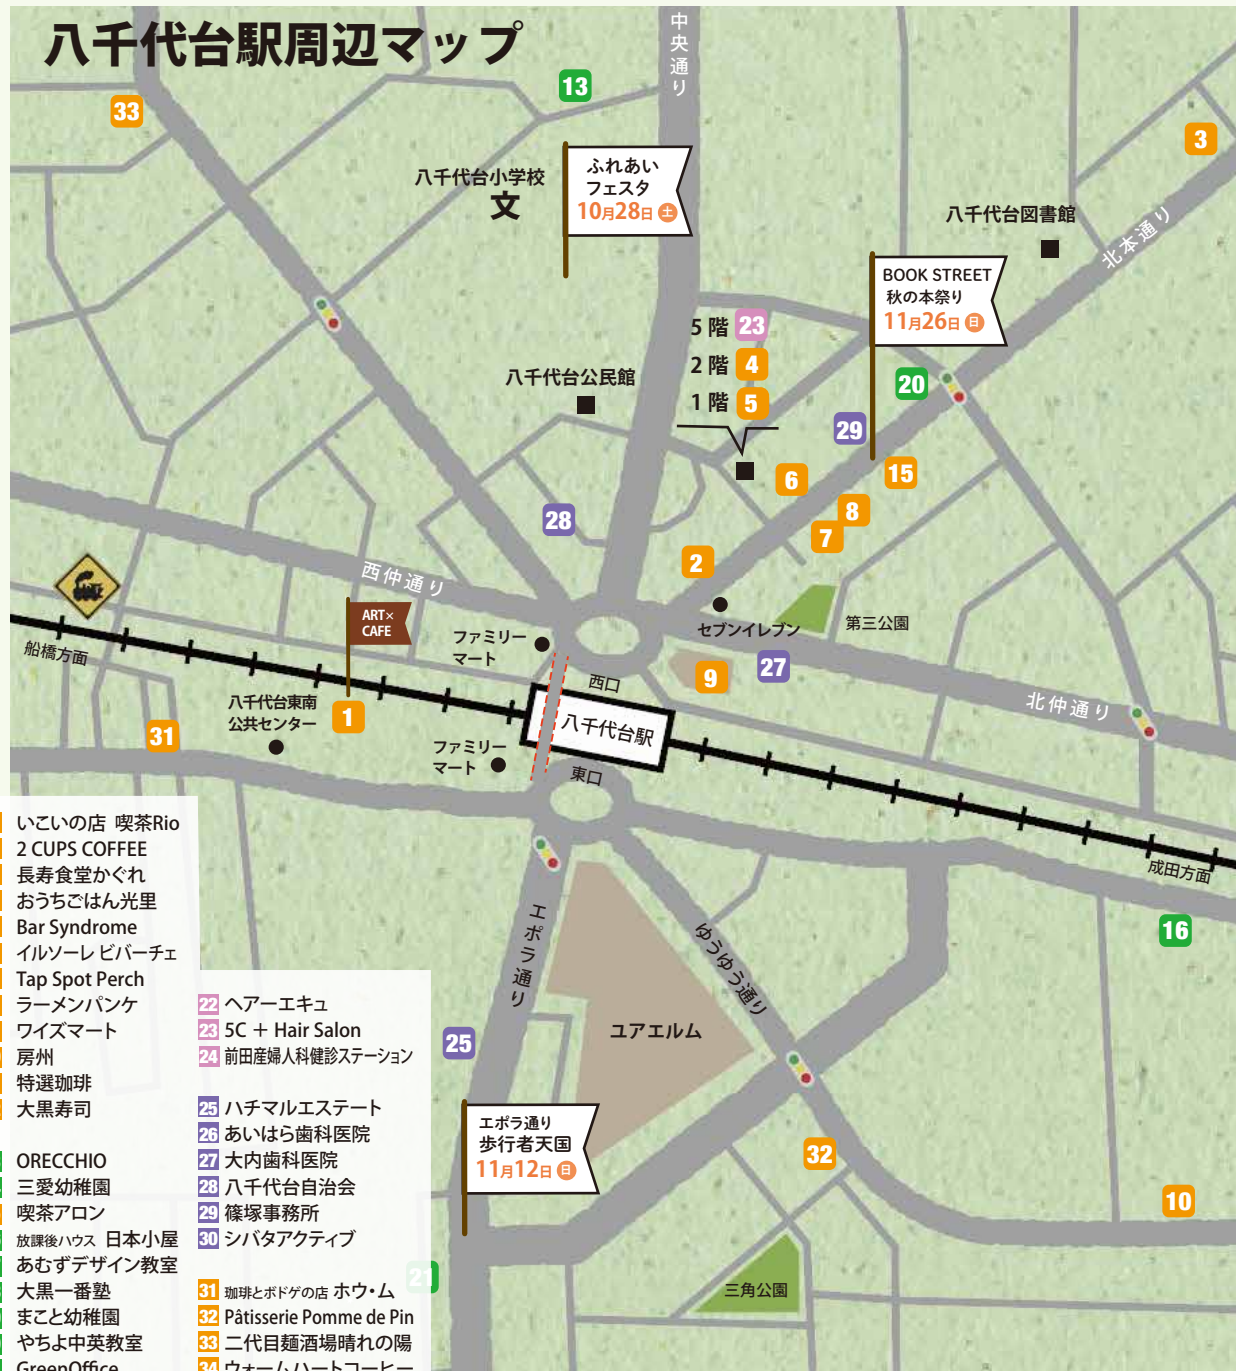 八千代台駅周辺マップ
中央通り
33
13
3
八千代台小学校
文
ふれあい
フェスタ
10月28日 土
八千代台図書館
北本通り
BOOK STREET
秋の本祭り
11月26日 日
5階 23
2階 4
1階 5
八千代台公民館
20
29
15
6
8
7
28
2
西仲通り
セブンイレブン
第三公園
ART×
CAFE
ファミリー
マート
船橋方面
27
9
西口
八千代台駅
東口
北仲通り
八千代台東南
公共センター
1
31
ファミリー
マート
成田方面
16
エポラ通り
ゆうゆう通り
ユアエルム
25
エポラ通り
歩行者天国
11月12日 日
32
10
三角公園
21
いこいの店 喫茶Rio
2 CUPS COFFEE
長寿食堂かぐれ
おうちごはん光里
Bar Syndrome
イルソーレ ビバーチェ
Tap Spot Perch
ラーメンパンケ
ワイズマート
房州
特選珈琲
大黒寿司
ORECCHIO
三愛幼稚園
喫茶アロン
放課後ハウス 日本小屋
あむずデザイン教室
大黒一番塾
まこと幼稚園
やちよ中英教室
GreenOffice
22 ヘアーエキュ
23 5C + Hair Salon
24 前田産婦人科健診ステーション
25 ハチマルエステート
26 あいはら歯科医院
27 大内歯科医院
28 八千代台自治会
29 篠塚事務所
30 シバタアクティブ
31 珈琲とボドゲの店 ホウ・ム
32 Pâtisserie Pomme de Pin
33 二代目麺酒場晴れの陽
34 ウォームハートコーヒー